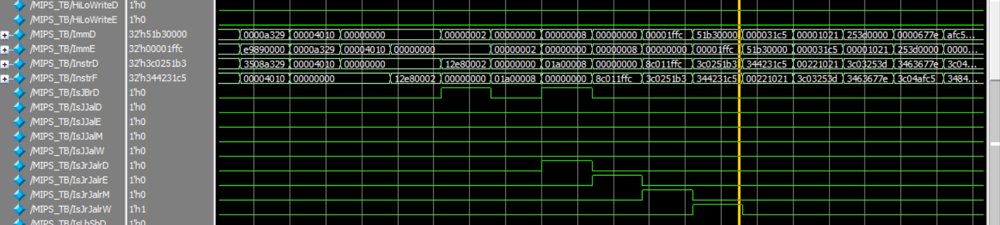 /MIPS_TB/HiLoWriteD 1'h0
/MIPS_TB/HiLoWriteE 1'h0
/MIPS_TB/ImmD 32'h51b30000 0000a329 00004010 00000000 00000002 00000000 00000008 00000000 00001ffc 51b30000 000031c5 00001021 253d0000 0000677e afc5...
/MIPS_TB/ImmE 32'h00001ffc e9890000 0000a329 00004010 00000000 00000002 00000000 00000008 00000000 00001ffc 51b30000 000031c5 00001021 253d0000 0000...
/MIPS_TB/InstrD 32'h3c0251b3 3508a329 00004010 00000000 12e80002 00000000 01a00008 00000000 8c011ffc 3c0251b3 344231c5 00221021 3c03253d 3463677e 3c04...
/MIPS_TB/InstrF 32'h344231c5 00004010 00000000 12e80002 00000000 01a00008 00000000 8c011ffc 3c0251b3 344231c5 00221021 3c03253d 3463677e 3c04afc5 3484...
/MIPS_TB/IsJBrD 1'h0
/MIPS_TB/IsJJalD 1'h0
/MIPS_TB/IsJJalE 1'h0
/MIPS_TB/IsJJalM 1'h0
/MIPS_TB/IsJJalW 1'h0
/MIPS_TB/IsJrJalrD 1'h0
/MIPS_TB/IsJrJalrE 1'h0
/MIPS_TB/IsJrJalrM 1'h0
/MIPS_TB/IsJrJalrW 1'h1
/MIPS_TB/IsLbSbD 1'h0